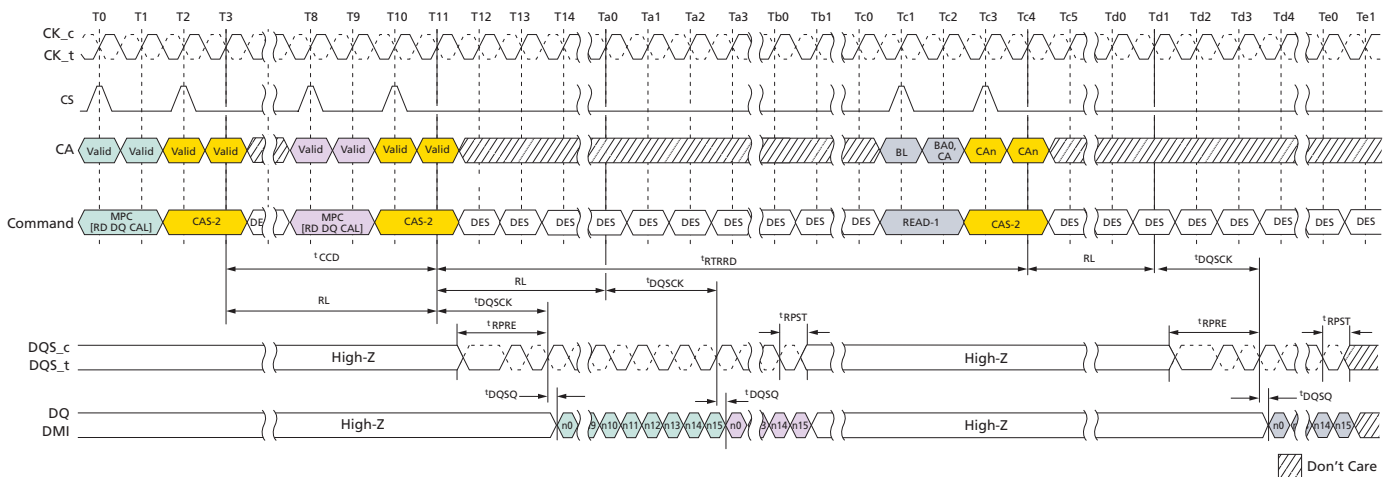 T0 T1 T2 T3 T8 T9 T10 T11 T12 T13 T14 Ta0 Ta1 Ta2 Ta3 Tb0 Tb1 Tc0 Tc1 Tc2 Tc3 Tc4 Tc5 Td0 Td1 Td2 Td3 Td4 Te0 Te1
CK_c
CK_t
CS
CA Valid Valid Valid Valid Valid Valid Valid Valid BL BA0, CA CAn CAn
Command MPC [RD DQ CAL] CAS-2 DE MPC [RD DQ CAL] CAS-2 DES DES DES DES DES DES DES DES DES DES READ-1 CAS-2 DES DES DES DES DES DES DES DES
tCCD tRTRRD RL tDQSCK
RL tDQSCK
RL tDQSCK
tRPRE tRPST tRPRE tRPST
DQS_c
DQS_t
High-Z High-Z
tDQSQ tDQSQ tDQSQ
DQ
DMI
High-Z n0 9 n10 n11 n12 n13 n14 n15 n0 3 n14 n15 High-Z n0 n14 n15
Don't Care